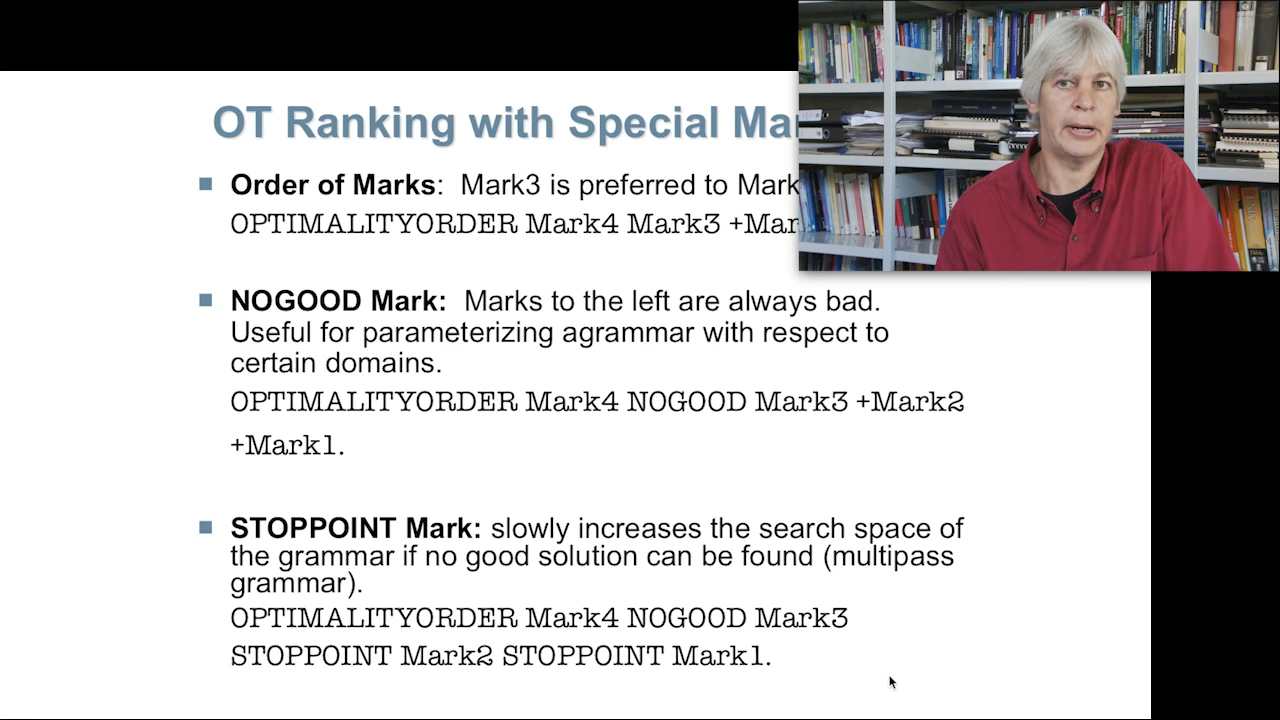 OT Ranking with Special
Order of Marks: Mark3 is preferred to Mark
OPTIMALITYORDER Mark4 Mark3
NOGOOD Mark: Marks to the left are always bad.
Useful for parameterizing agrammar with respect to
certain domains.
OPTIMALITYORDER Mark4 NOGOOD Mark3 +Mark2
+Mark1.
STOPPOINT Mark: slowly increases the search space of
the grammar if no good solution can be found (multipass
grammar).
OPTIMALITYORDER Mark4 NOGOOD Mark3
STOPPOINT Mark2 STOPPOINT Mark1.